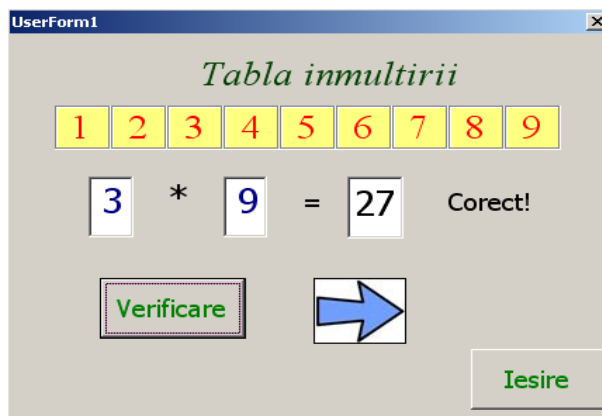 UserForm1
Tabla inmultirii
1 2 3 4 5 6 7 8 9
3 * 9 = 27 Corect!
Verificare
Iesire